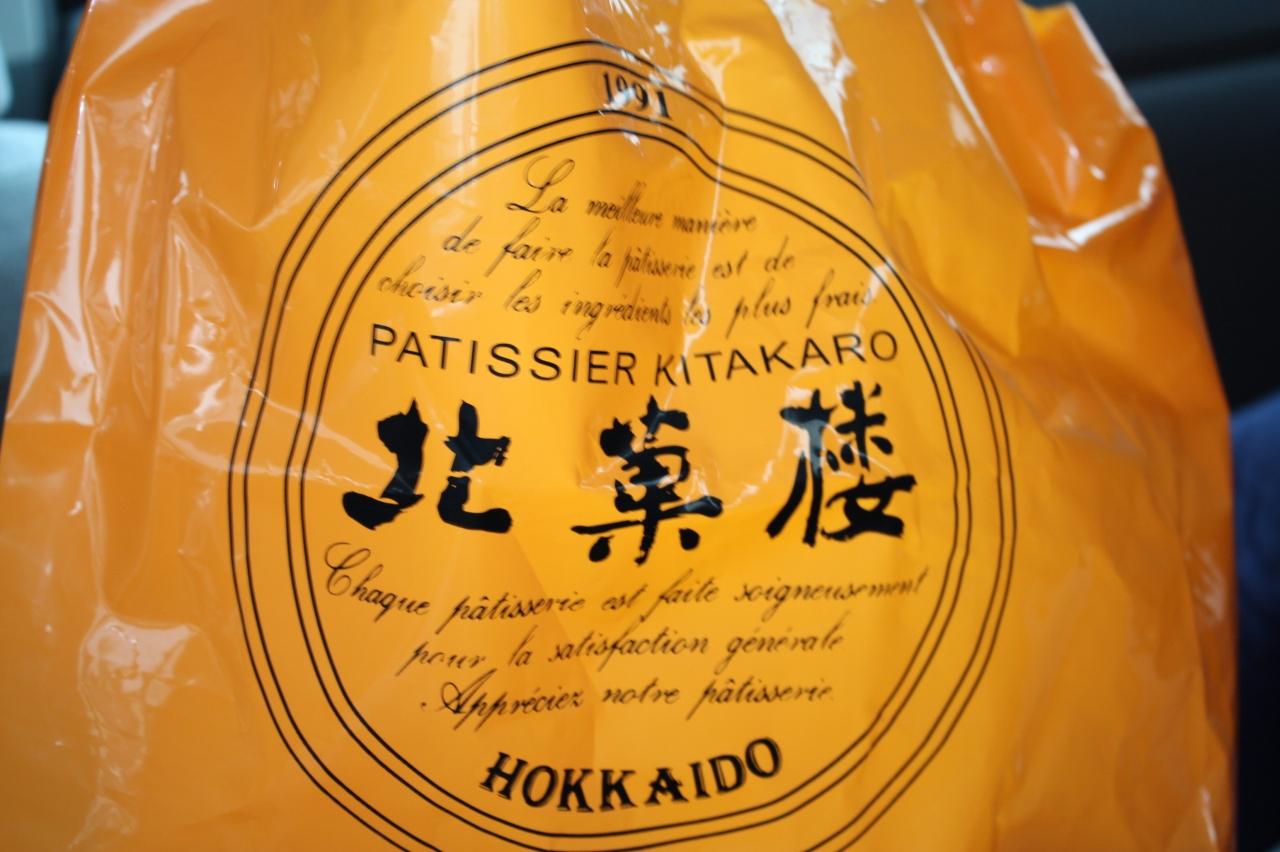 1991
La meilleure manière
de faire la pâtisserie est de
choisir les ingrédients les plus frais.
PATISSIER KITAKARO
北菓楼
Chaque pâtisserie est faite soigneusement
pour la satisfaction générale.
Appréciez notre pâtisserie.
HOKKAIDO